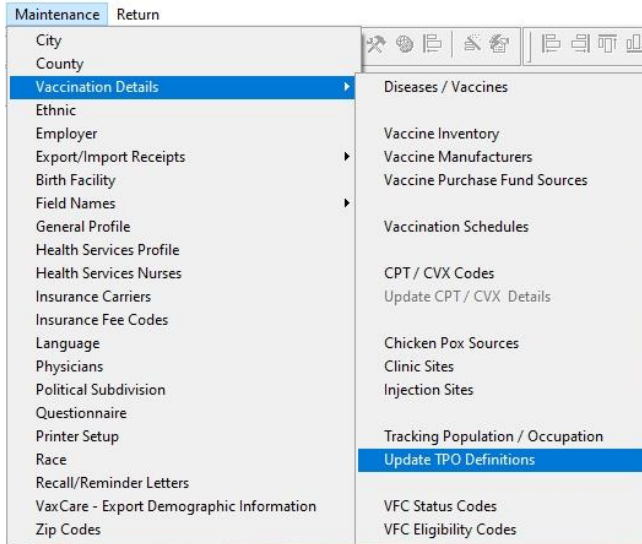 Maintenance Return
City
County
Vaccination Details
Ethnic
Employer
Export/Import Receipts
Birth Facility
Field Names
General Profile
Health Services Profile
Health Services Nurses
Insurance Carriers
Insurance Fee Codes
Language
Physicians
Political Subdivision
Questionnaire
Printer Setup
Race
Recall/Reminder Letters
VaxCare - Export Demographic Information
Zip Codes
Diseases / Vaccines
Vaccine Inventory
Vaccine Manufacturers
Vaccine Purchase Fund Sources
Vaccination Schedules
CPT / CVX Codes
Update CPT / CVX Details
Chicken Pox Sources
Clinic Sites
Injection Sites
Tracking Population / Occupation
Update TPO Definitions
VFC Status Codes
VFC Eligibility Codes